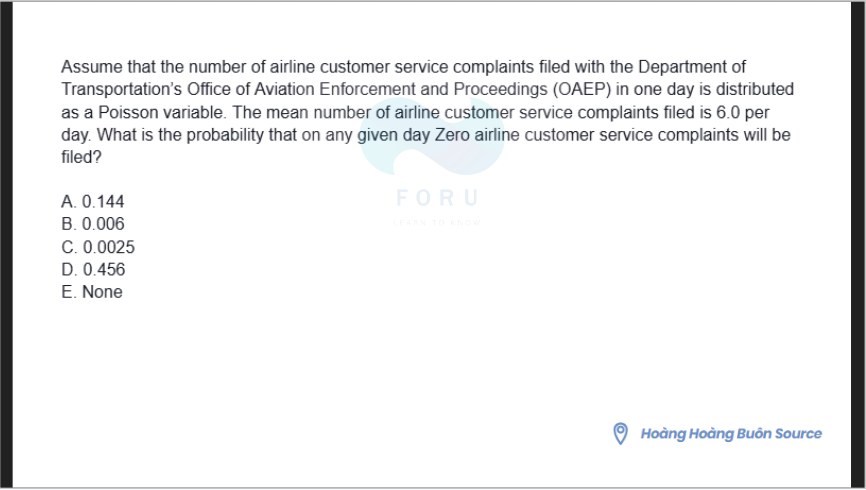 Assume that the number of airline customer service complaints filed with the Department of
Transportation's Office of Aviation Enforcement and Proceedings (OAEP) in one day is distributed
as a Poisson variable. The mean number of airline customer service complaints filed is 6.0 per
day. What is the probability that on any given day Zero airline customer service complaints will be
filed?
FORU
A. 0.144
B. 0.006
C. 0.0025
D. 0.456
E. None
Hoàng Hoàng Buôn Source